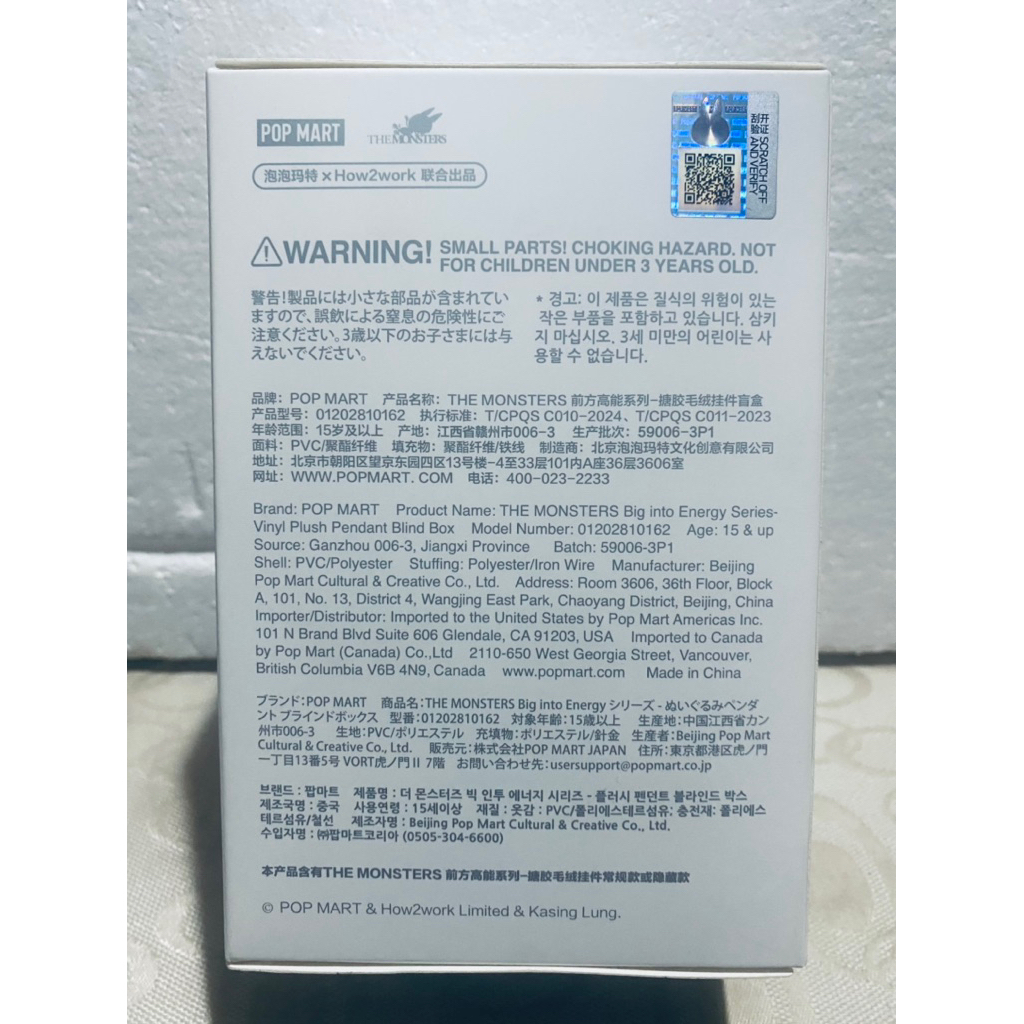 POP MART
THE MONSTERS
泡泡玛特 × How2work 联合出品
刮开涂层 SCRATCH OFF
AND VERIFY
WARNING!
SMALL PARTS! CHOKING HAZARD. NOT
FOR CHILDREN UNDER 3 YEARS OLD.
警告!製品には小さな部品が含まれてい
ますので、誤飲による窒息の危険性にご
注意ください。3歳以下のお子さまには与
えないでください。
* 경고: 이 제품은 질식의 위험이 있는
작은 부품을 포함하고 있습니다. 삼키
지 마십시오. 3세 미만의 어린이는 사
용할 수 없습니다.
品牌: POP MART 产品名称: THE MONSTERS 前方高能系列-搪胶毛绒挂件盲盒
产品型号: 01202810162 执行标准: T/CPQS C010-2024、T/CPQS C011-2023
年龄范围: 15岁及以上 产地: 江西省赣州市006-3 生产批次: 59006-3P1
面料: PVC/聚酯纤维 填充物: 聚酯纤维/铁线 制造商: 北京泡泡玛特文化创意有限公司
地址: 北京市朝阳区望京东园四区13号楼-4至33层101内A座36层3606室
网址: WWW.POPMART. COM 电话: 400-023-2233
Brand: POP MART Product Name: THE MONSTERS Big into Energy Series-
Vinyl Plush Pendant Blind Box Model Number: 01202810162 Age: 15 & up
Source: Ganzhou 006-3, Jiangxi Province Batch: 59006-3P1
Shell: PVC/Polyester Stuffing: Polyester/Iron Wire Manufacturer: Beijing
Pop Mart Cultural & Creative Co., Ltd. Address: Room 3606, 36th Floor, Block
A, 101, No. 13, District 4, Wangjing East Park, Chaoyang District, Beijing, China
Importer/Distributor: Imported to the United States by Pop Mart Americas Inc.
101 N Brand Blvd Suite 606 Glendale, CA 91203, USA Imported to Canada
by Pop Mart (Canada) Co.,Ltd 2110-650 West Georgia Street, Vancouver,
British Columbia V6B 4N9, Canada www.popmart.com Made in China
ブランド:POP MART 商品名:THE MONSTERS Big into Energy シリーズ - ぬいぐるみペンダ
ント ブラインドボックス 型番:01202810162 対象年齢:15歳以上 生産地:中国江西省カン
州市006-3 生地:PVC/ポリエステル 充填物:ポリエステル/針金 生産者:Beijing Pop Mart
Cultural & Creative Co., Ltd. 販売元:株式会社POP MART JAPAN 住所:東京都港区虎ノ門
一丁目13番5号 VORT虎ノ門Ⅱ 7階 お問い合わせ先:usersupport@popmart.co.jp
브랜드 : 팝마트 제품명 : 더 몬스터즈 빅 인투 에너지 시리즈 - 플러시 펜던트 블라인드 박스
제조국명 : 중국 사용연령 : 15세이상 재질 : 옷감 : PVC/폴리에스테르섬유: 충전재: 폴리에스
테르섬유/철선 제조자명 : Beijing Pop Mart Cultural & Creative Co., Ltd.
수입자명 : ㈜팝마트코리아 (0505-304-6600)
本产品含有THE MONSTERS 前方高能系列-搪胶毛绒挂件常规款或隐藏款
© POP MART & How2work Limited & Kasing Lung.